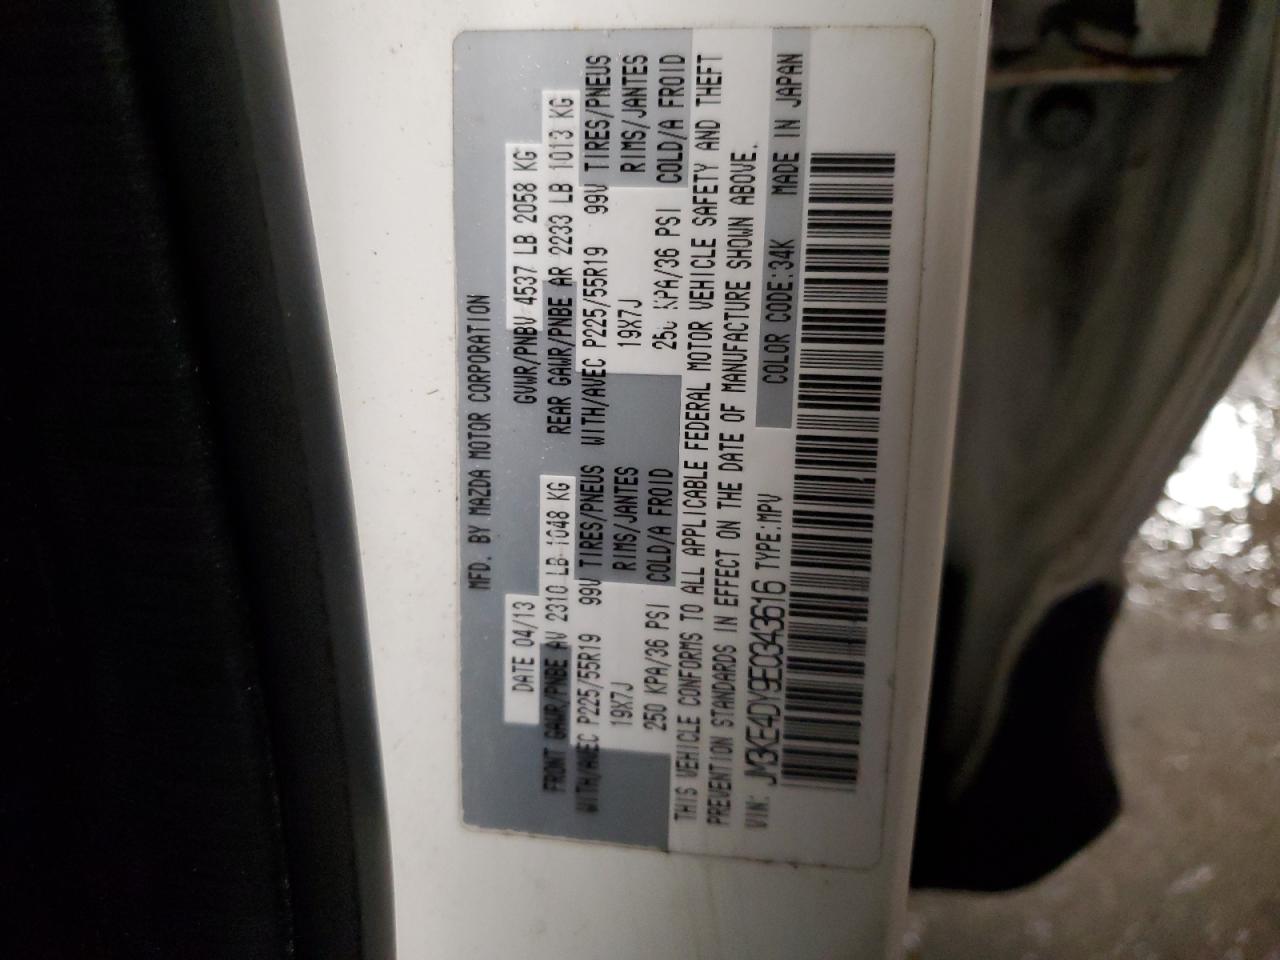 MFD. BY MAZDA MOTOR CORPORATION
DATE 04/13 GVWR/PNBV 4537 LB 2058 KG
FRONT GAWR/PNBE AV 2310 LB 1048 KG REAR GAWR/PNBE AR 2233 LB 1013 KG
WITH/AVEC P225/55R19 99V TIRES/PNEUS WITH/AVEC P225/55R19 99V TIRES/PNEUS
19X7J RIMS/JANTES 19X7J RIMS/JANTES
250 KPA/36 PSI COLD/A FROID 250 KPA/36 PSI COLD/A FROID
THIS VEHICLE CONFORMS TO ALL APPLICABLE FEDERAL MOTOR VEHICLE SAFETY AND THEFT
PREVENTION STANDARDS IN EFFECT ON THE DATE OF MANUFACTURE SHOWN ABOVE.
VIN: JM3KE4DY9E0343616 TYPE:MPV COLOR CODE:34K MADE IN JAPAN